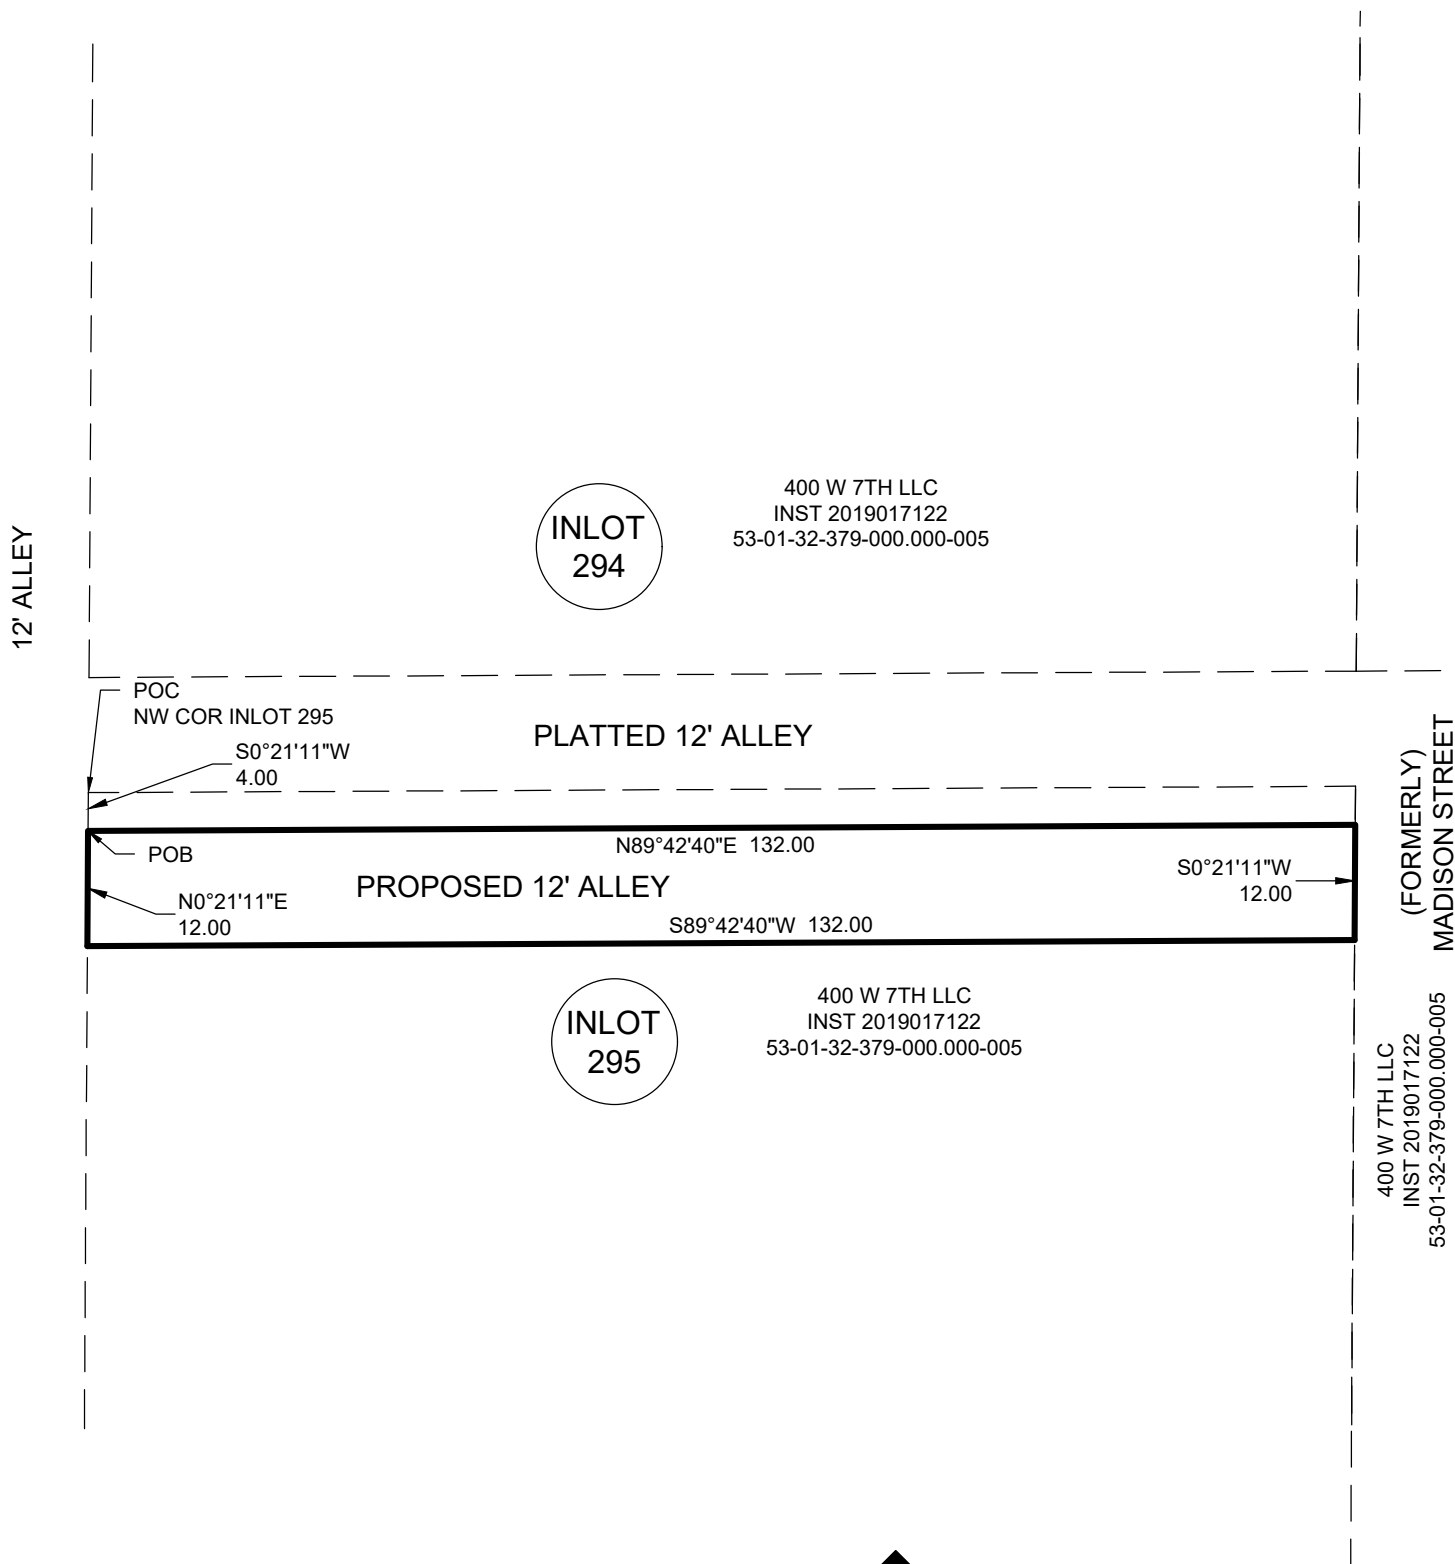 400 W 7TH LLC
INST 2019017122
53-01-32-379-000.000-005
INLOT
294
12' ALLEY
POC
NW COR INLOT 295
PLATTED 12' ALLEY
S0°21'11"W
4.00
(FORMERLY)
MADISON STREET
N89°42'40"E 132.00
POB
S0°21'11"W
12.00
PROPOSED 12' ALLEY
N0°21'11"E
12.00
S89°42'40"W 132.00
INLOT
295
400 W 7TH LLC
INST 2019017122
53-01-32-379-000.000-005
400 W 7TH LLC
INST 2019017122
53-01-32-379-000.000-005